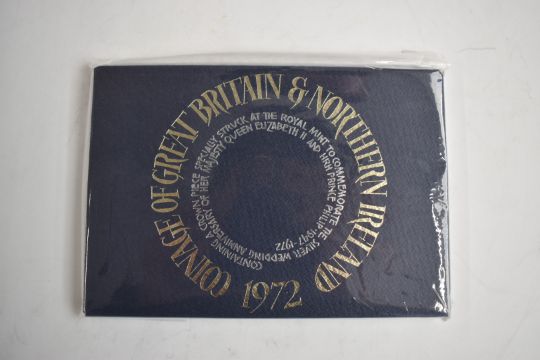 COINAGE OF GREAT BRITAIN & NORTHERN IRELAND
1972
CONTAINING A CROWN PIECE SPECIALLY STRUCK AT THE ROYAL MINT TO COMMEMORATE THE SILVER WEDDING ANNIVERSARY OF HER MAJESTY QUEEN ELIZABETH II AND HRH PRINCE PHILIP 1947-1972